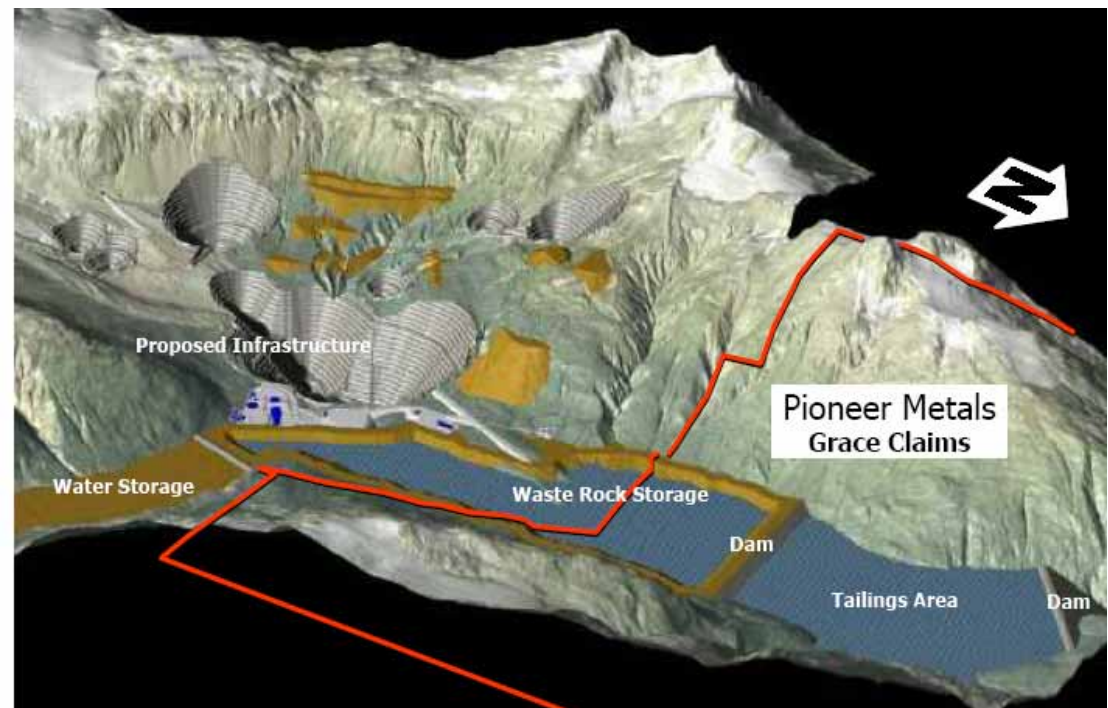 N
Proposed Infrastructure
Pioneer Metals
Grace Claims
Water Storage
Waste Rock Storage
Dam
Tailings Area
Dam